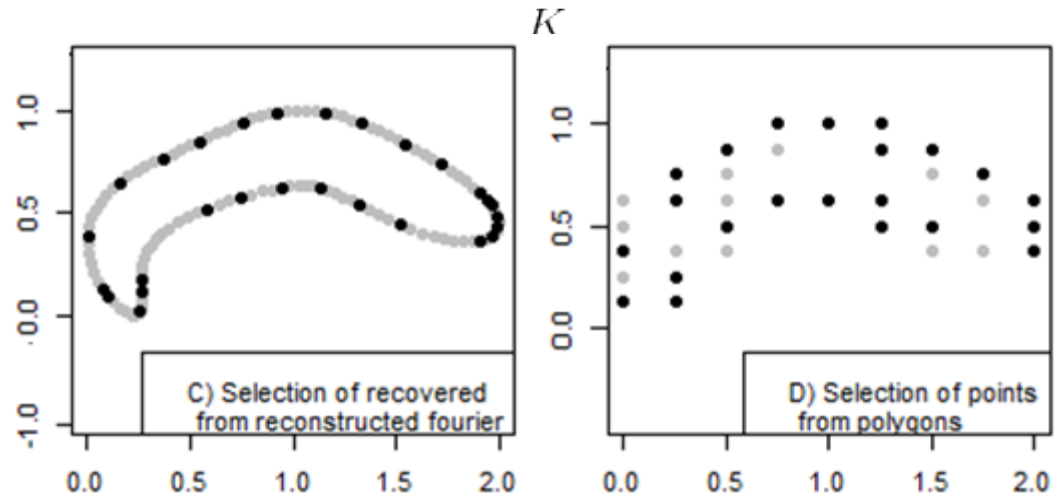 K
1.0
0.5
0.0
-1.0
C) Selection of recovered
from reconstructed fourier
0.0 0.5 1.0 1.5 2.0
1.0
0.5
0.0
D) Selection of points
from polygons
0.0 0.5 1.0 1.5 2.0